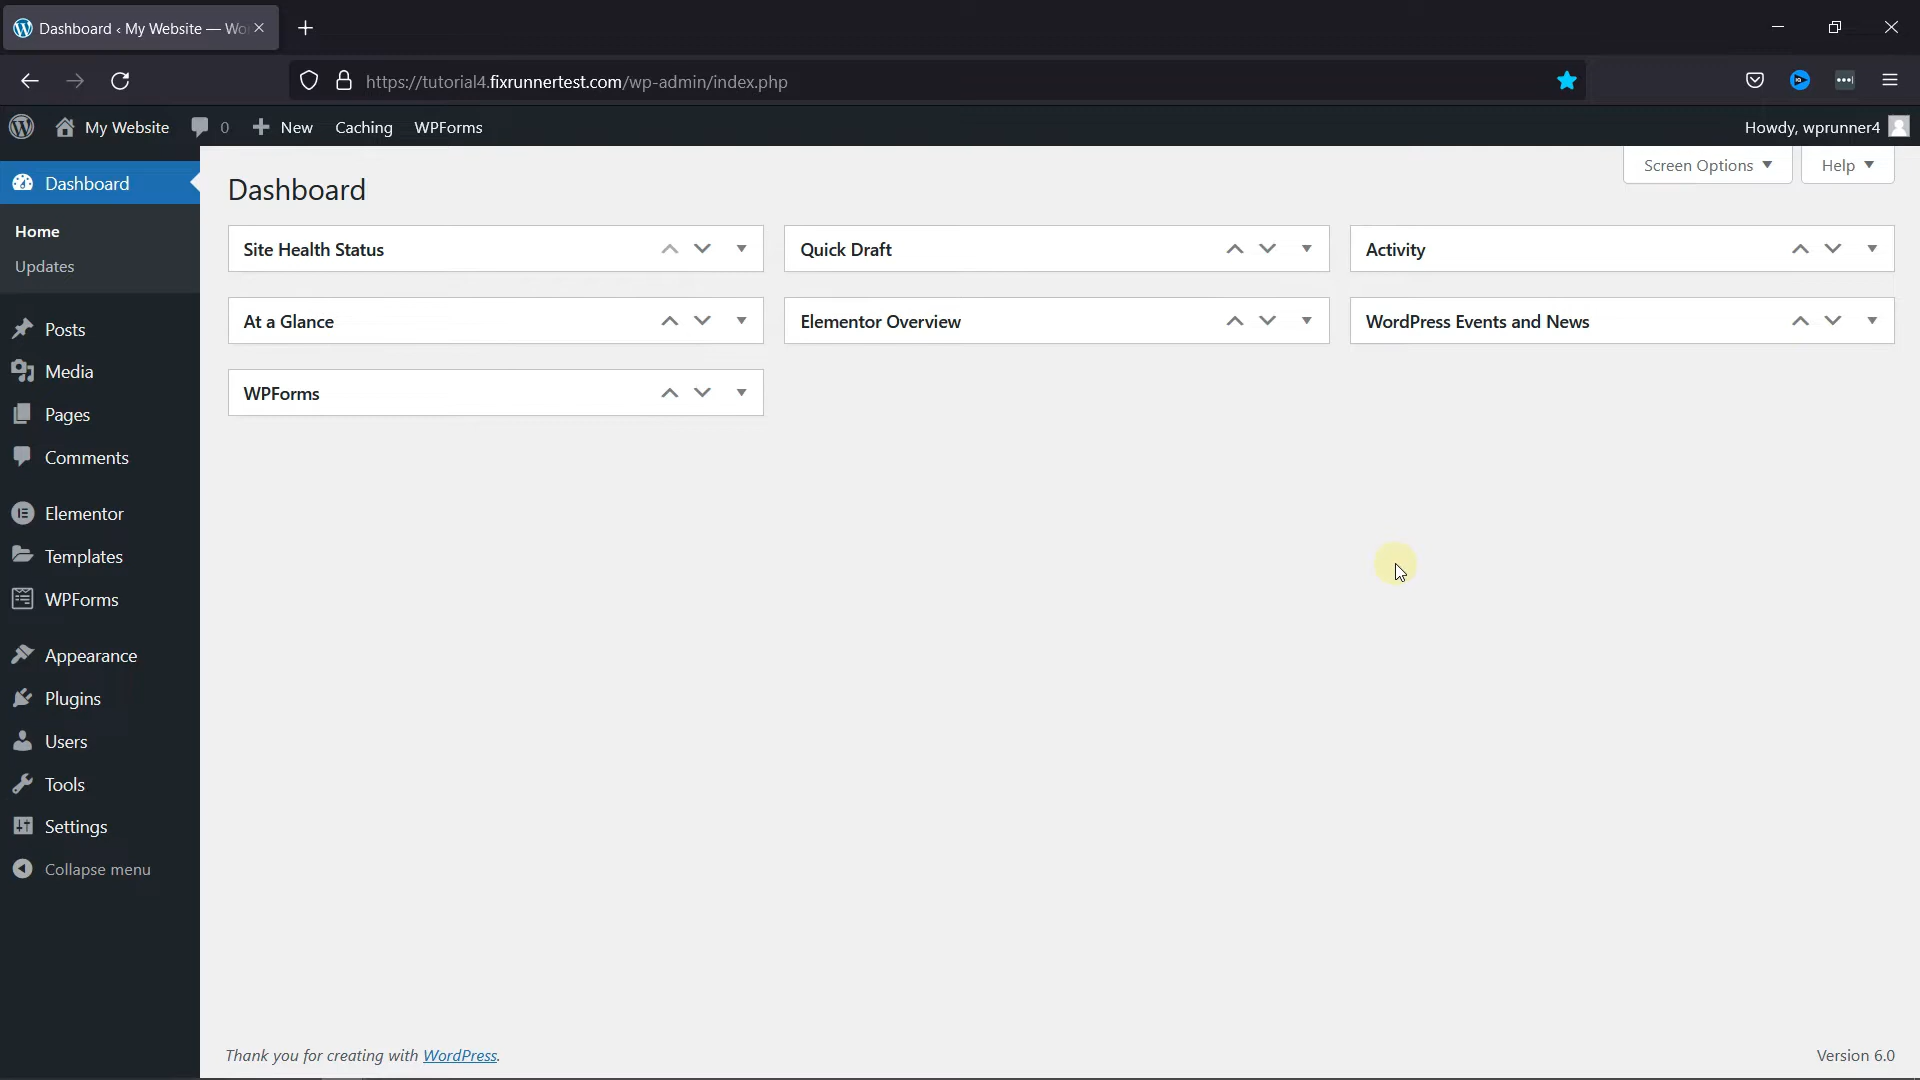 Dashboard ‹ My Website — Wo
https://tutorial4.fixrunnertest.com/wp-admin/index.php
My Website 0 New Caching WPForms Howdy, wprunner4
Screen Options Help
Dashboard
Home
Updates
Posts
Media
Pages
Comments
Elementor
Templates
WPForms
Appearance
Plugins
Users
Tools
Settings
Collapse menu
Dashboard
Site Health Status
Quick Draft
Activity
At a Glance
Elementor Overview
WordPress Events and News
WPForms
Thank you for creating with WordPress.
Version 6.0